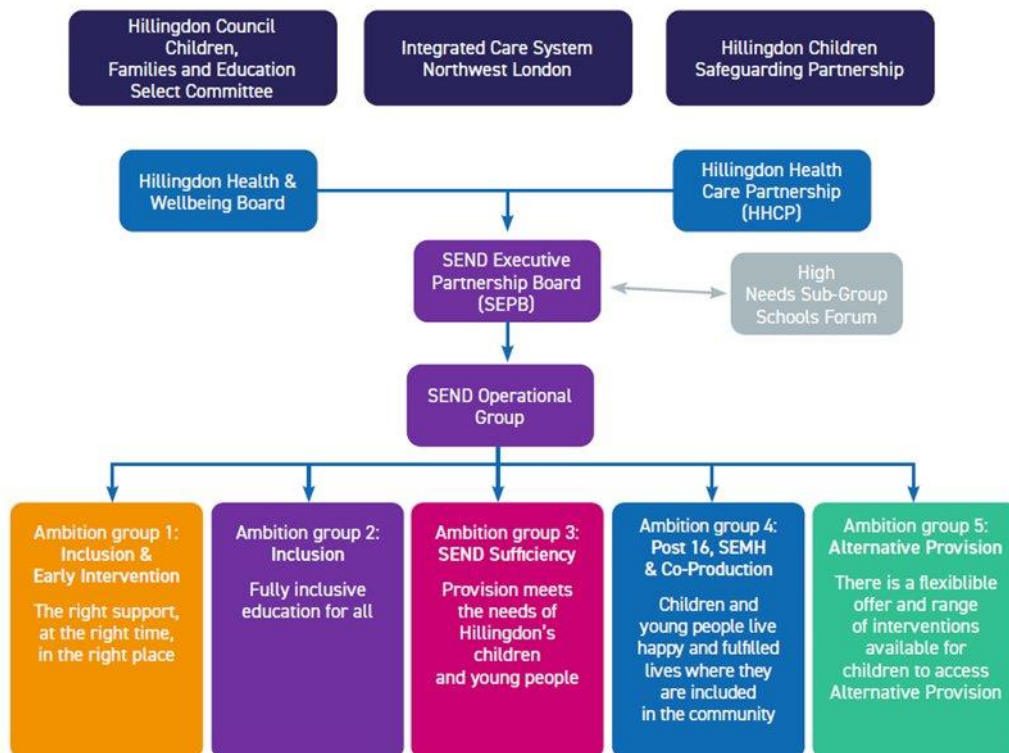 Hillingdon Council
Children,
Families and Education
Select Committee
Integrated Care System
Northwest London
Hillingdon Children
Safeguarding Partnership
Hillingdon Health &
Wellbeing Board
Hillingdon Health
Care Partnership
(HHCP)
SEND Executive
Partnership Board
(SEPB)
High
Needs Sub-Group
Schools Forum
SEND Operational
Group
Ambition group 1:
Inclusion &
Early Intervention
The right support,
at the right time,
in the right place
Ambition group 2:
Inclusion
Fully inclusive
education for all
Ambition group 3:
SEND Sufficiency
Provision meets
the needs of
Hillingdon's
children
and young people
Ambition group 4:
Post 16, SEMH
& Co-Production
Children and
young people live
happy and fulfilled
lives where they
are included
in the community
Ambition group 5:
Alternative Provision
There is a flexiblible
offer and range
of interventions
available for
children to access
Alternative Provision